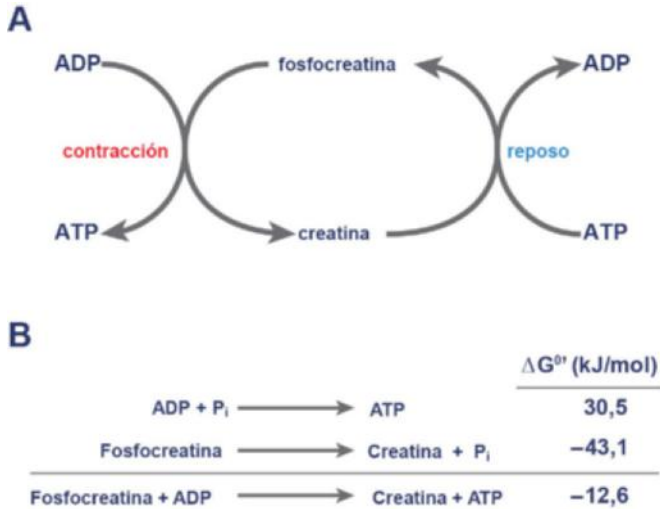 A
ADP fosfocreatina ADP
contracción reposo
ATP creatina ATP
B
ΔG⁰' (kJ/mol)
ADP + Pᵢ ATP 30,5
Fosfocreatina Creatina + Pᵢ −43,1
Fosfocreatina + ADP Creatina + ATP −12,6